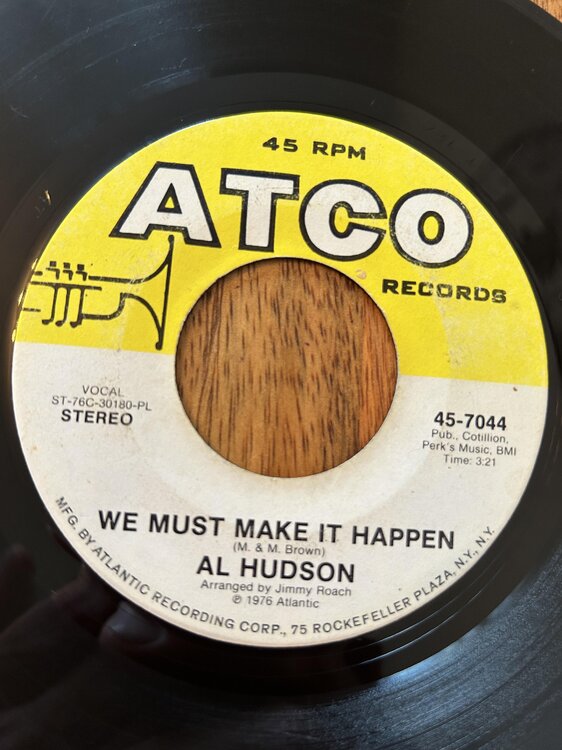 45 RPM
ATCO
RECORDS
VOCAL
ST-76C-30180-PL
STEREO
45-7044
Pub., Cotillion,
Perk's Music, BMI
Time: 3:21
WE MUST MAKE IT HAPPEN
(M. & M. Brown)
AL HUDSON
Arranged by Jimmy Roach
℗ 1976 Atlantic
MFG. BY ATLANTIC RECORDING CORP., 75 ROCKEFELLER PLAZA, N.Y., N.Y.